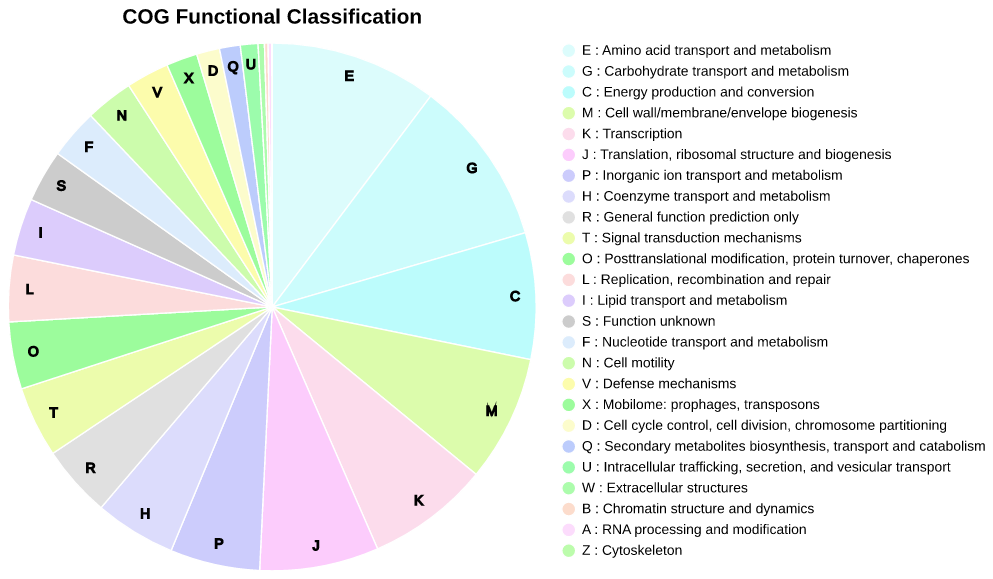 COG Functional Classification
E
G
C
M
K
J
P
H
R
T
O
L
I
S
F
N
V
X
D
Q
U
E : Amino acid transport and metabolism
G : Carbohydrate transport and metabolism
C : Energy production and conversion
M : Cell wall/membrane/envelope biogenesis
K : Transcription
J : Translation, ribosomal structure and biogenesis
P : Inorganic ion transport and metabolism
H : Coenzyme transport and metabolism
R : General function prediction only
T : Signal transduction mechanisms
O : Posttranslational modification, protein turnover, chaperones
L : Replication, recombination and repair
I : Lipid transport and metabolism
S : Function unknown
F : Nucleotide transport and metabolism
N : Cell motility
V : Defense mechanisms
X : Mobilome: prophages, transposons
D : Cell cycle control, cell division, chromosome partitioning
Q : Secondary metabolites biosynthesis, transport and catabolism
U : Intracellular trafficking, secretion, and vesicular transport
W : Extracellular structures
B : Chromatin structure and dynamics
A : RNA processing and modification
Z : Cytoskeleton